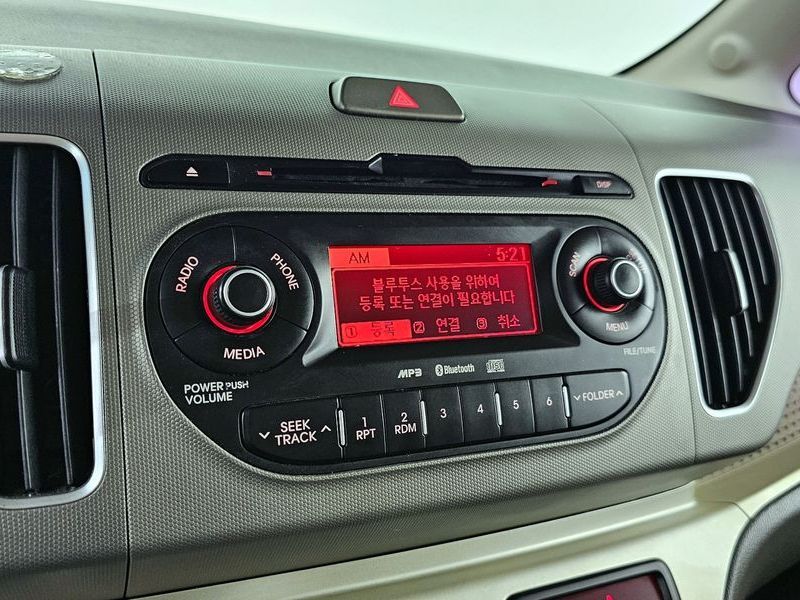 DISP
AM 5:21
블루투스 사용을 위하여
등록 또는 연결이 필요합니다
① 등록 ② 연결 ③ 취소
RADIO
PHONE
MEDIA
SCAN
MENU
FILE/TUNE
POWER PUSH
VOLUME
MP3 Bluetooth
SEEK
TRACK
1
RPT
2
RDM
3
4
5
6
FOLDER